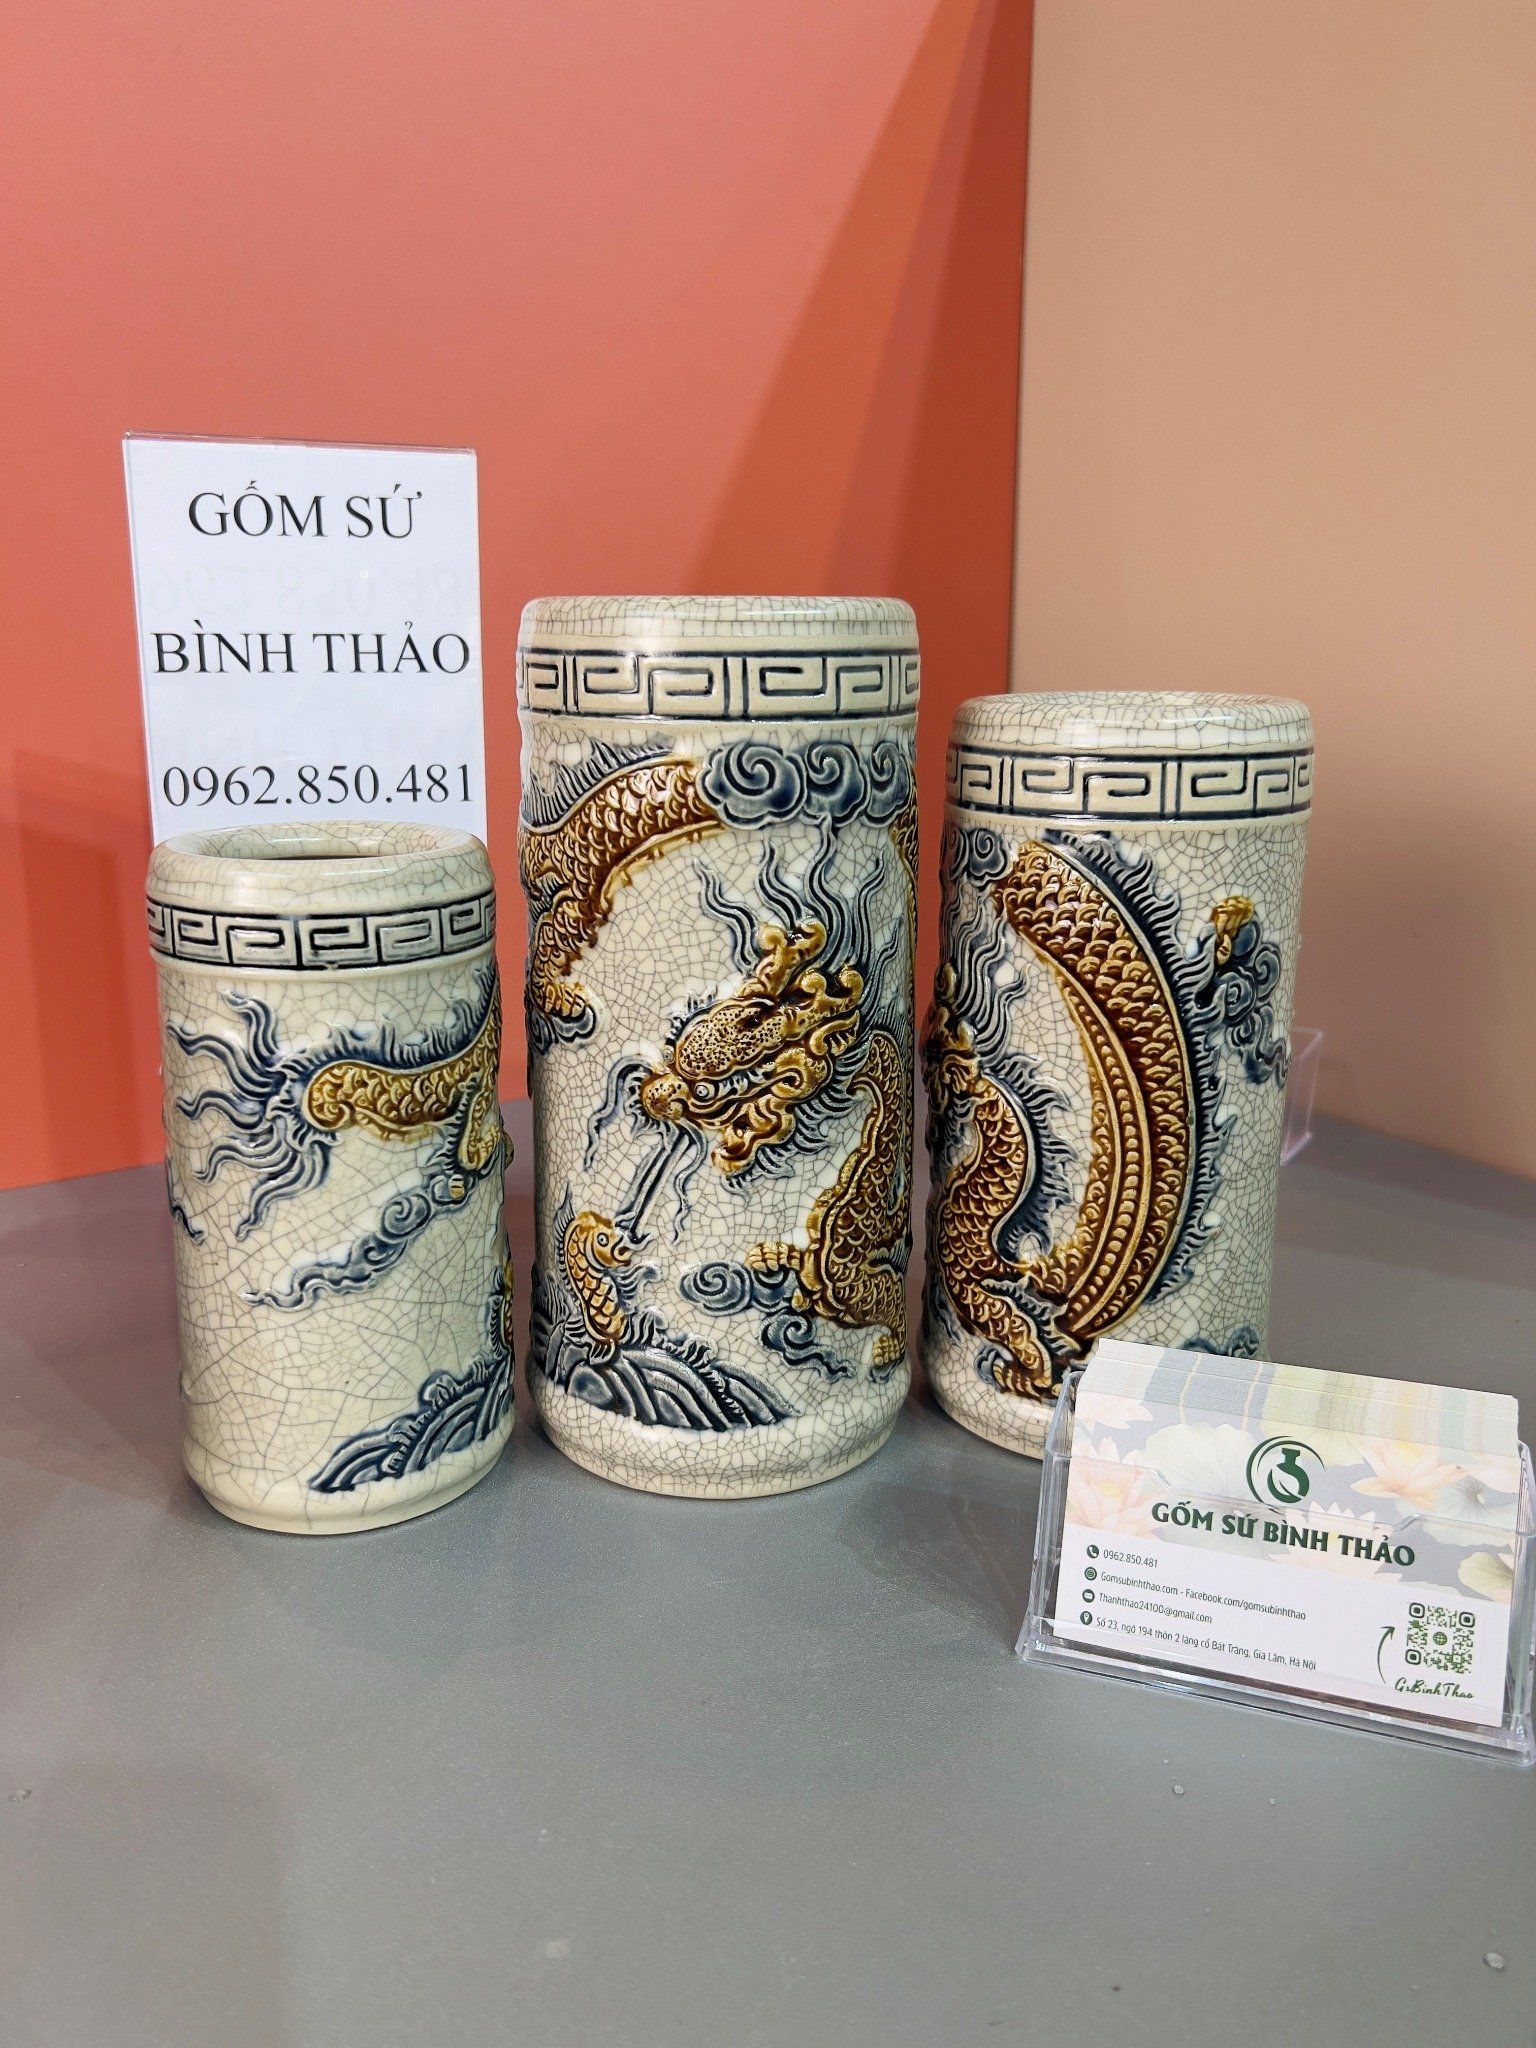 GỐM SỨ
BÌNH THẢO
0962.850.481
GỐM SỨ BÌNH THẢO
0962.850.481
Gomsubinhthao.com - Facebook.com/gomsubinhthao
Thanhthao24100@gmail.com
Số 23, ngõ 194 thôn 2 làng cổ Bát Tràng, Gia Lâm, Hà Nội
GsBinhThao